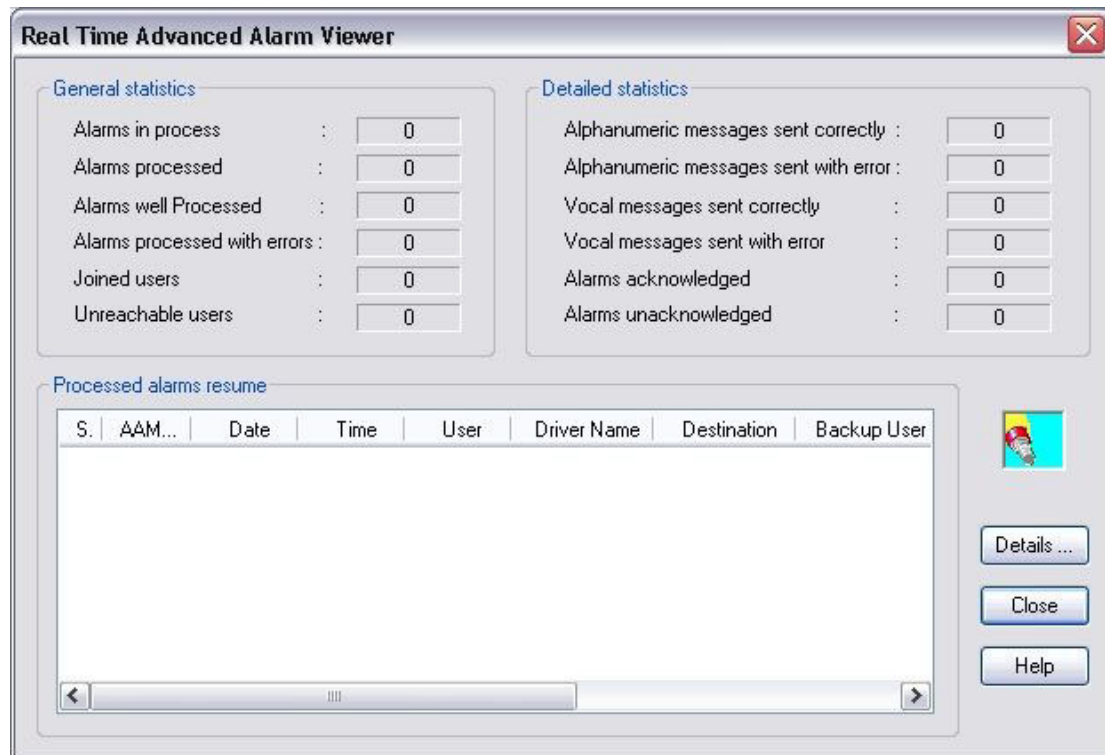 Real Time Advanced Alarm Viewer
General statistics
Alarms in process : 0
Alarms processed : 0
Alarms well Processed : 0
Alarms processed with errors : 0
Joined users : 0
Unreachable users : 0
Detailed statistics
Alphanumeric messages sent correctly : 0
Alphanumeric messages sent with error : 0
Vocal messages sent correctly : 0
Vocal messages sent with error : 0
Alarms acknowledged : 0
Alarms unacknowledged : 0
Processed alarms resume
S. AAM... Date Time User Driver Name Destination Backup User
Details ...
Close
Help